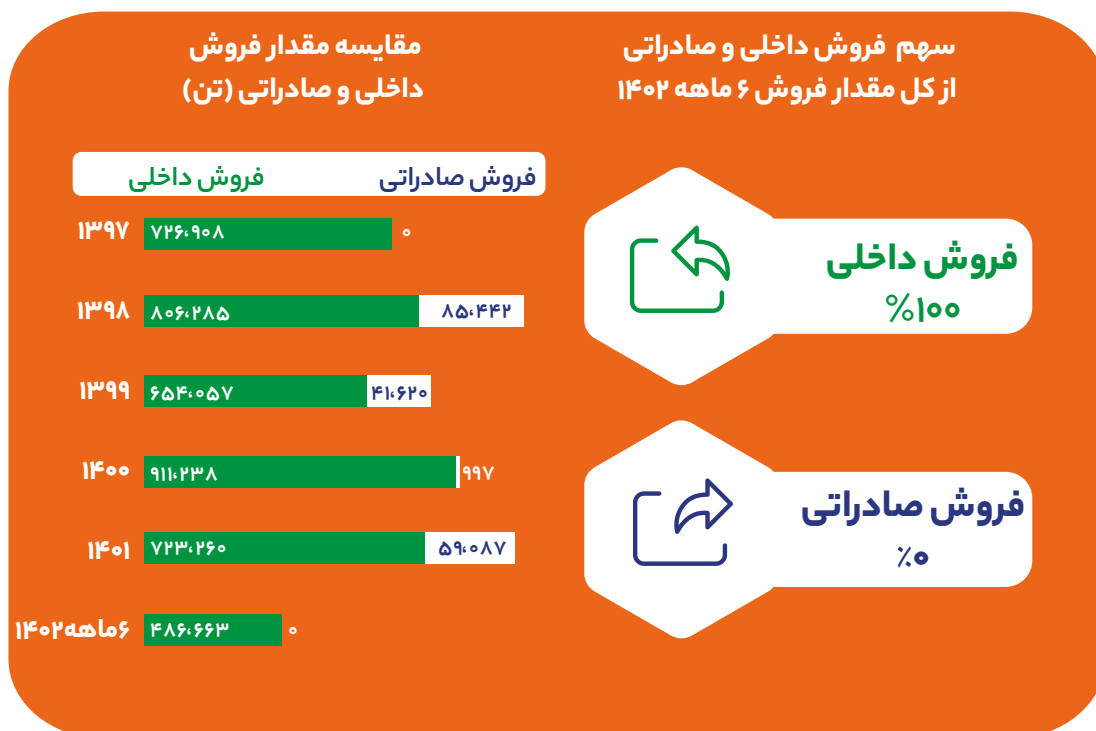 سهم فروش داخلی و صادراتی
از کل مقدار فروش ۶ ماهه ۱۴۰۲
فروش داخلی
%۱۰۰
فروش صادراتی
٪۰
مقایسه مقدار فروش
داخلی و صادراتی (تن)
فروش صادراتی فروش داخلی
۱۳۹۷ ۷۲۶،۹۰۸ ۰
۱۳۹۸ ۸۰۶،۲۸۵ ۸۵،۴۴۲
۱۳۹۹ ۶۵۴،۰۵۷ ۴۱،۶۲۰
۱۴۰۰ ۹۱۱،۲۳۸ ۹۹۷
۱۴۰۱ ۷۲۳،۲۶۰ ۵۹،۰۸۷
۶ماهه۱۴۰۲ ۴۸۶،۶۶۳ ۰